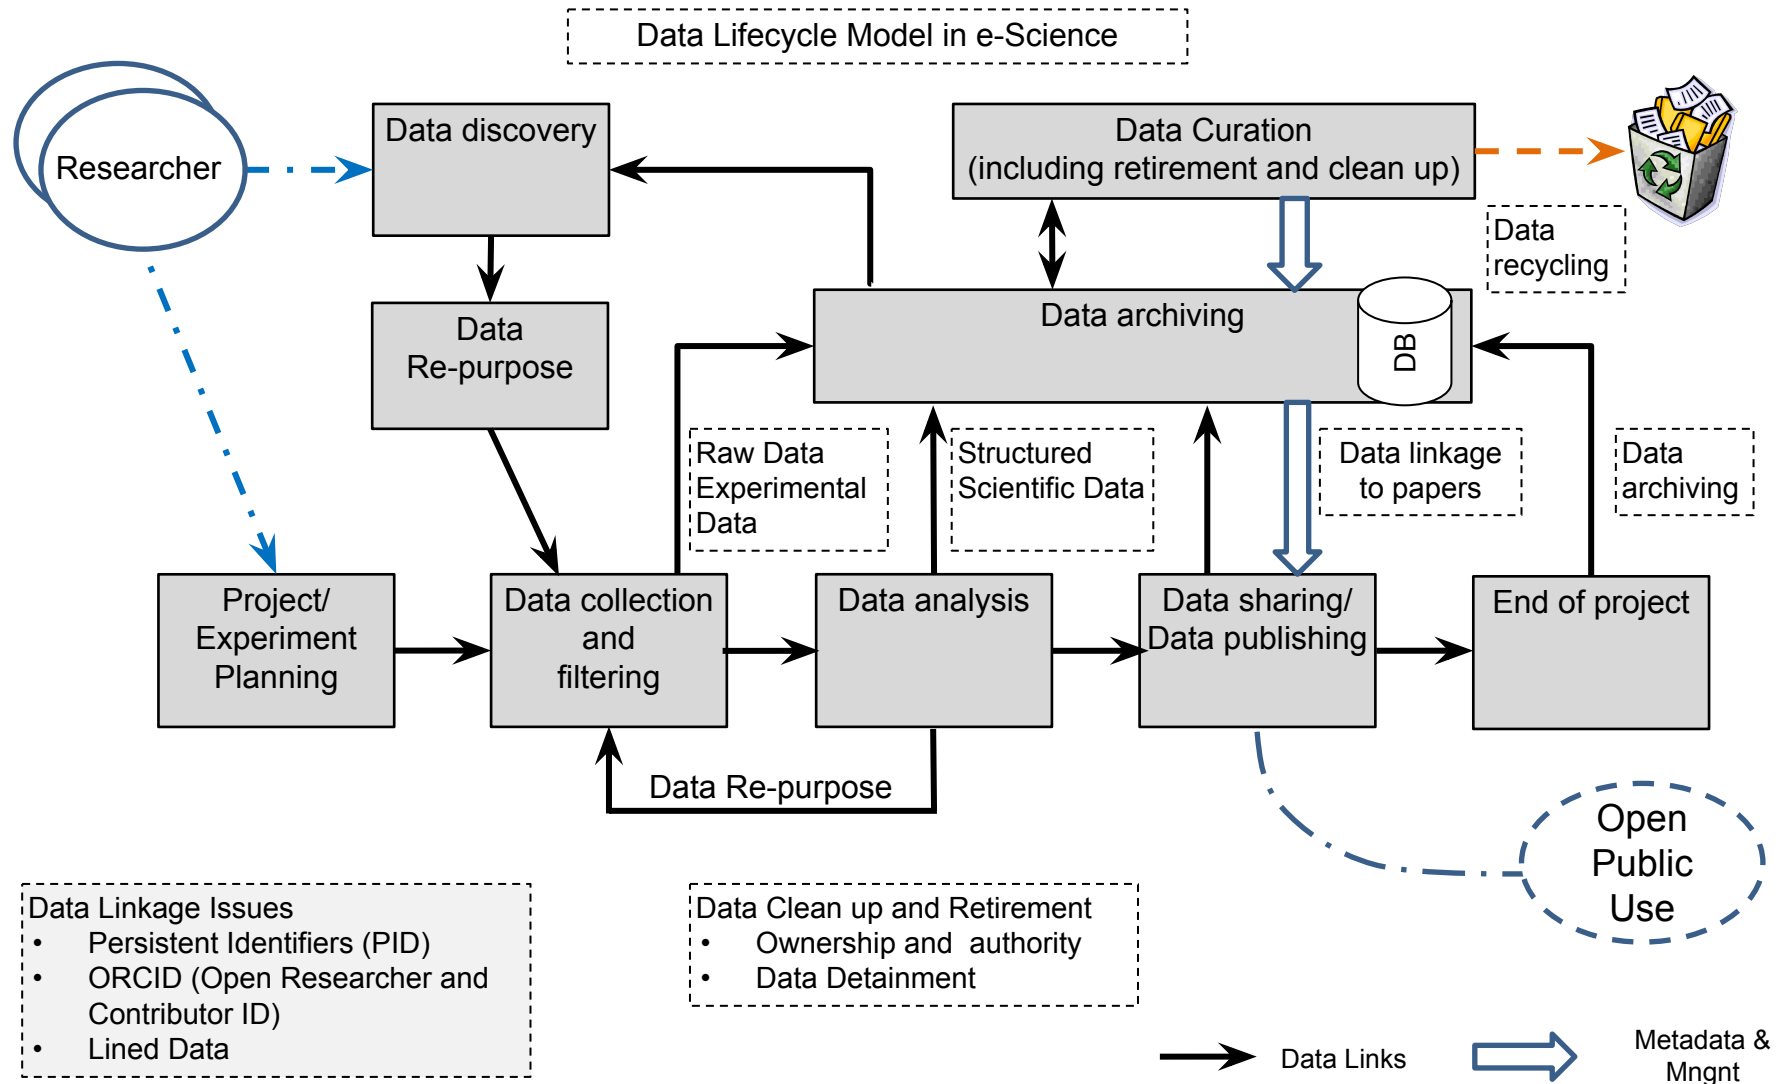 Data Lifecycle Model in e-Science
Researcher
Data discovery
Data Curation
(including retirement and clean up)
Data
recycling
Data
Re-purpose
Data archiving
DB
Raw Data
Experimental
Data
Structured
Scientific Data
Data linkage
to papers
Data
archiving
Project/
Experiment
Planning
Data collection
and
filtering
Data analysis
Data sharing/
Data publishing
End of project
Data Re-purpose
Open
Public
Use
Data Linkage Issues
• Persistent Identifiers (PID)
• ORCID (Open Researcher and
Contributor ID)
• Lined Data
Data Clean up and Retirement
• Ownership and authority
• Data Detainment
Data Links
Metadata &
Mngnt